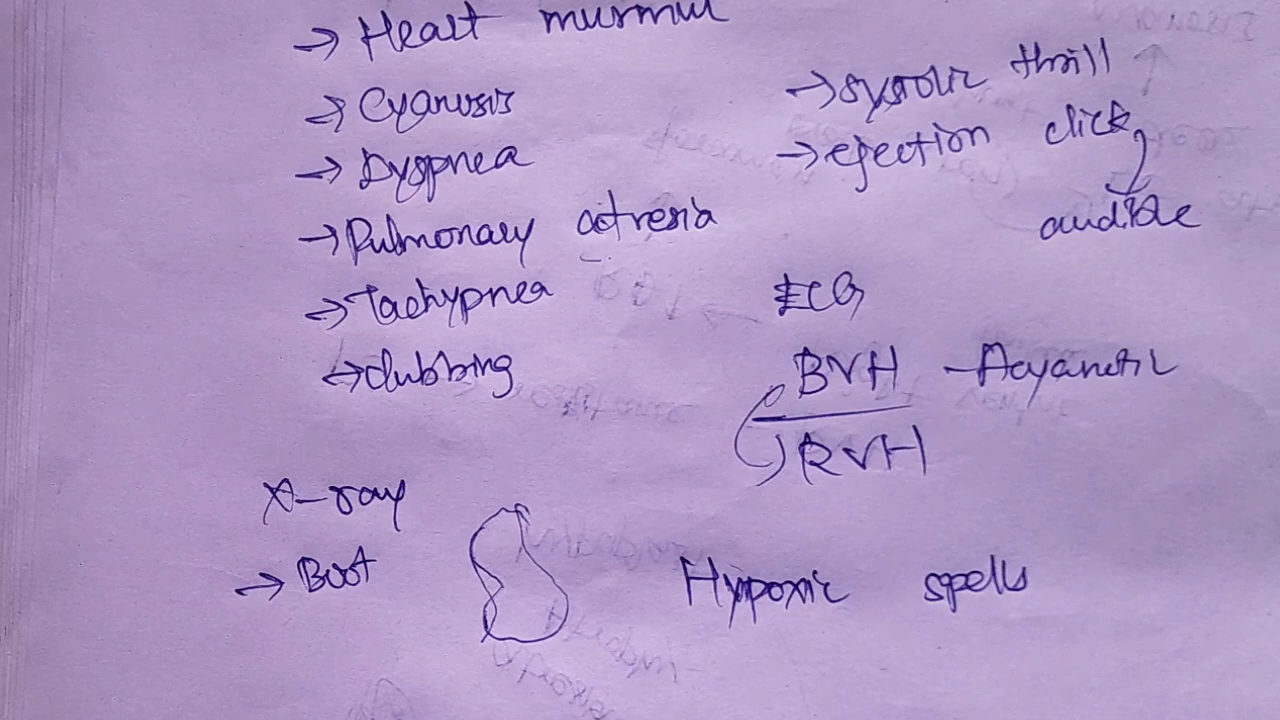 → Heart murmur
→ Cyanosis
→ Dyspnea
→ Pulmonary atresia
→ Tachypnea
→ clubbing
→ systolic thrill
→ ejection click
audible
ECG
BVH - Acyanotic
RVH
X-ray
→ Boot
Hypoxic spells